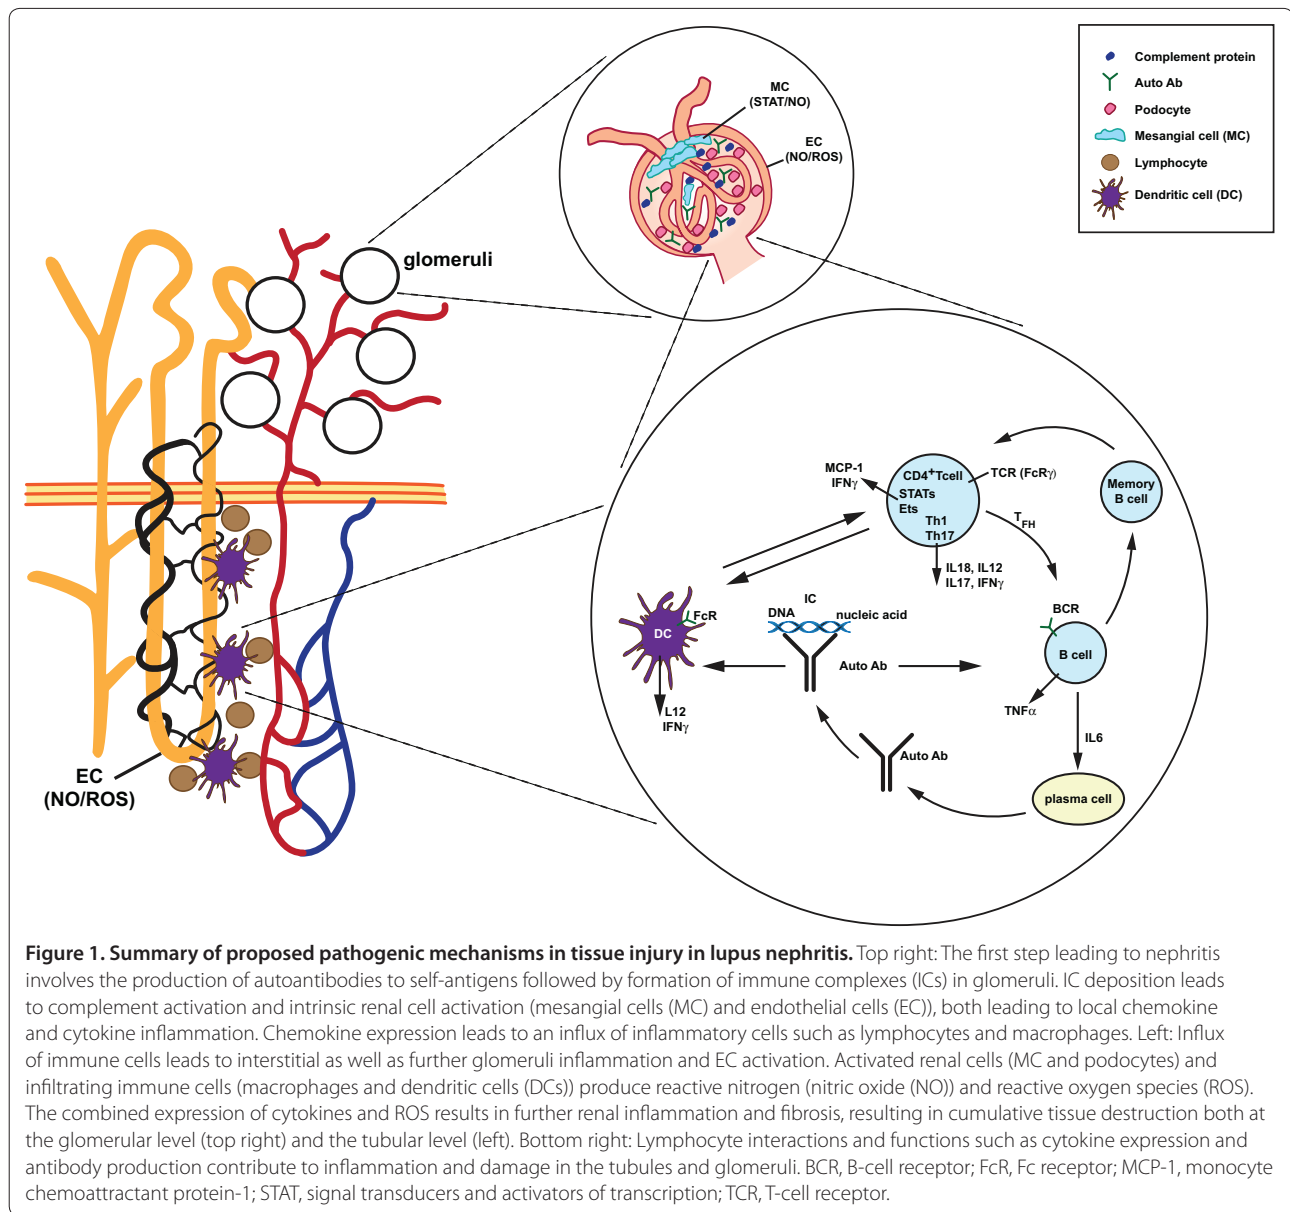 MC
(STAT/NO)
EC
(NO/ROS)
Complement protein
Auto Ab
Podocyte
Mesangial cell (MC)
Lymphocyte
Dendritic cell (DC)
glomeruli
EC
(NO/ROS)
MCP-1
IFNγ
CD4+Tcell
STATs
Ets
Th1
Th17
TCR (FcRγ)
Memory
B cell
TFH
IL18, IL12
IL17, IFNγ
IC
DNA
nucleic acid
FcR
DC
BCR
B cell
Auto Ab
L12
IFNγ
TNFα
IL6
Auto Ab
plasma cell
Figure 1. Summary of proposed pathogenic mechanisms in tissue injury in lupus nephritis. Top right: The first step leading to nephritis
involves the production of autoantibodies to self-antigens followed by formation of immune complexes (ICs) in glomeruli. IC deposition leads
to complement activation and intrinsic renal cell activation (mesangial cells (MC) and endothelial cells (EC)), both leading to local chemokine
and cytokine inflammation. Chemokine expression leads to an influx of inflammatory cells such as lymphocytes and macrophages. Left: Influx
of immune cells leads to interstitial as well as further glomeruli inflammation and EC activation. Activated renal cells (MC and podocytes) and
infiltrating immune cells (macrophages and dendritic cells (DCs)) produce reactive nitrogen (nitric oxide (NO)) and reactive oxygen species (ROS).
The combined expression of cytokines and ROS results in further renal inflammation and fibrosis, resulting in cumulative tissue destruction both at
the glomerular level (top right) and the tubular level (left). Bottom right: Lymphocyte interactions and functions such as cytokine expression and
antibody production contribute to inflammation and damage in the tubules and glomeruli. BCR, B-cell receptor; FcR, Fc receptor; MCP-1, monocyte
chemoattractant protein-1; STAT, signal transducers and activators of transcription; TCR, T-cell receptor.